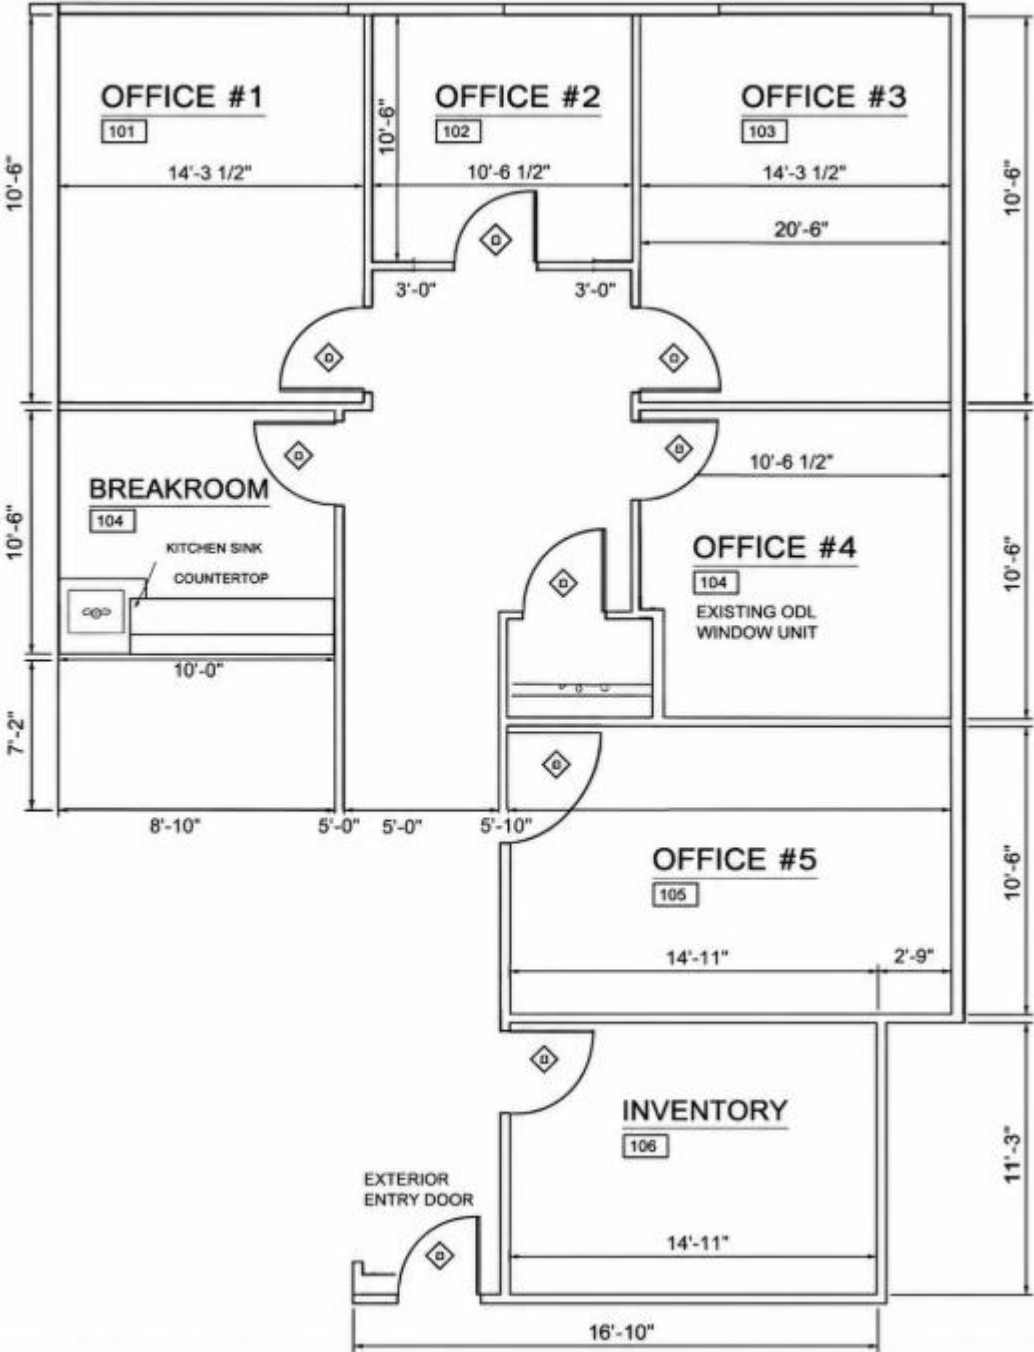 OFFICE #1
101
14'-3 1/2"
OFFICE #2
102
10'-6"
10'-6 1/2"
OFFICE #3
103
14'-3 1/2"
20'-6"
10'-6"
10'-6"
3'-0"
3'-0"
BREAKROOM
104
KITCHEN SINK
COUNTERTOP
10'-6"
10'-0"
7'-2"
10'-6 1/2"
OFFICE #4
104
EXISTING ODL
WINDOW UNIT
10'-6"
8'-10"
5'-0"
5'-0"
5'-10"
OFFICE #5
105
10'-6"
14'-11"
2'-9"
INVENTORY
106
11'-3"
EXTERIOR
ENTRY DOOR
14'-11"
16'-10"